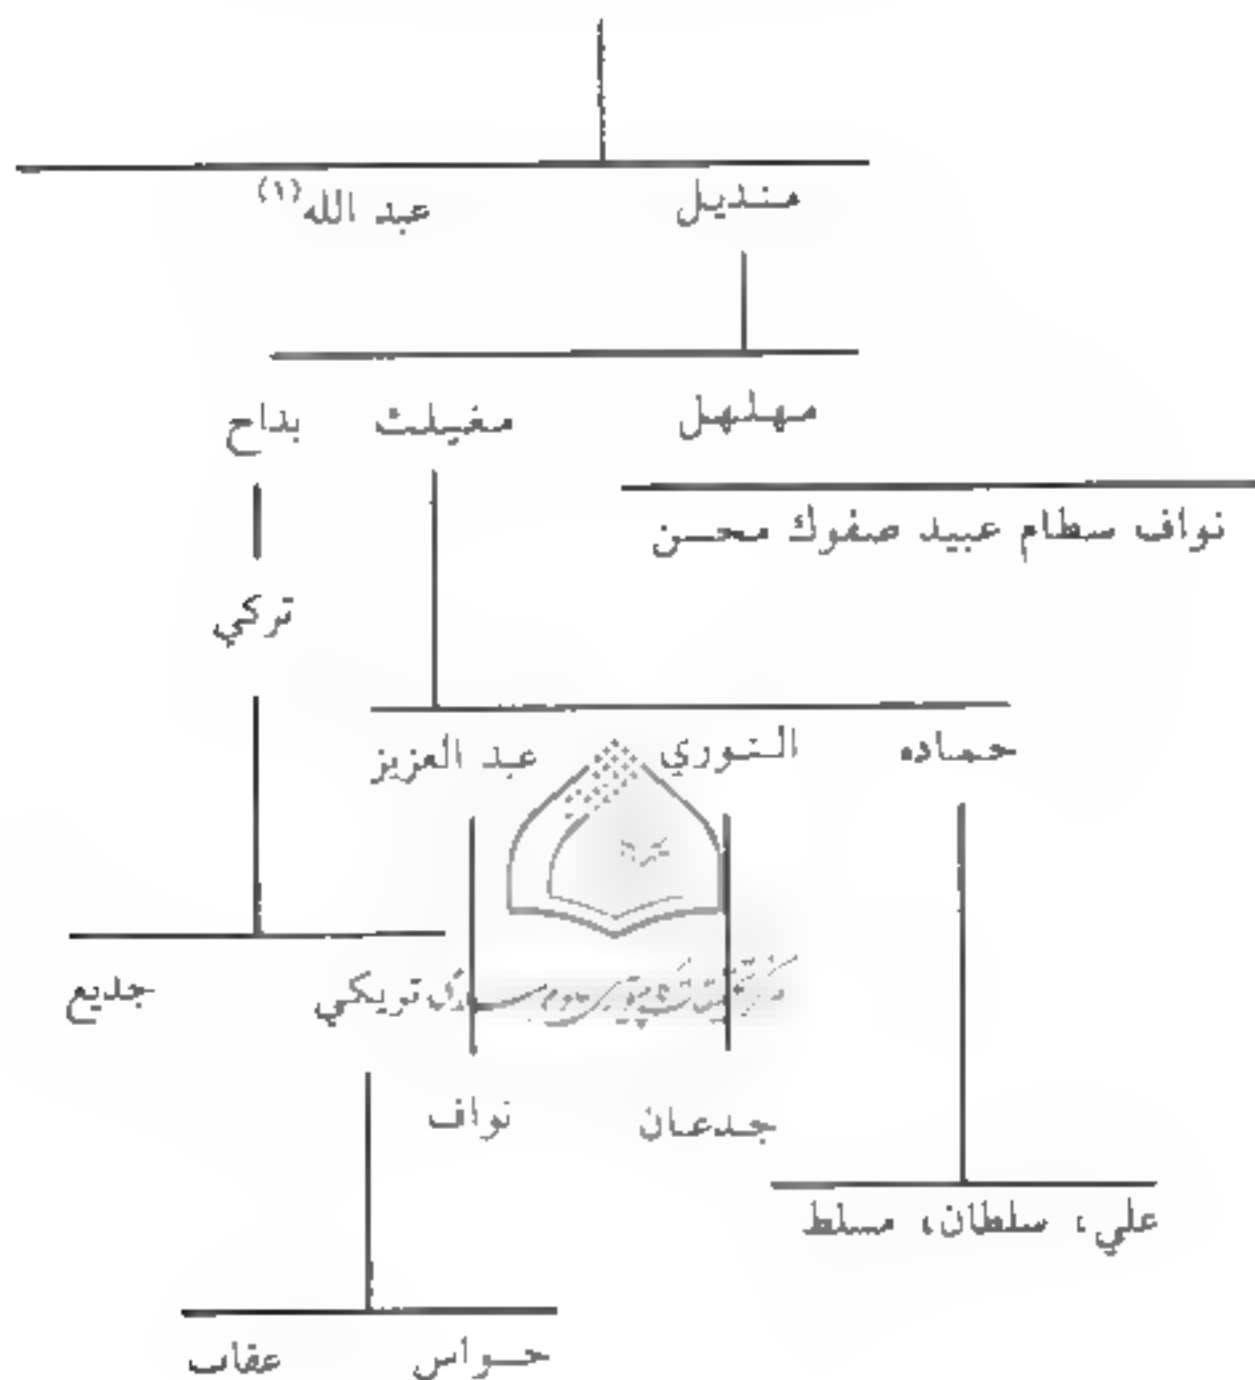 منديل عبد الله (١)
مهلهل مغيلث بداح
نواف سطام عبيد صفوك محسن
تركي
حماده النوري عبد العزيز
تريكي جديع
جدعان نواف
علي، سلطان، مسلط
حواس عقاب